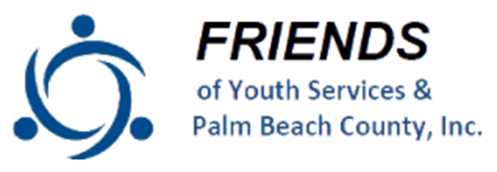 FRIENDS
of Youth Services &
Palm Beach County, Inc.